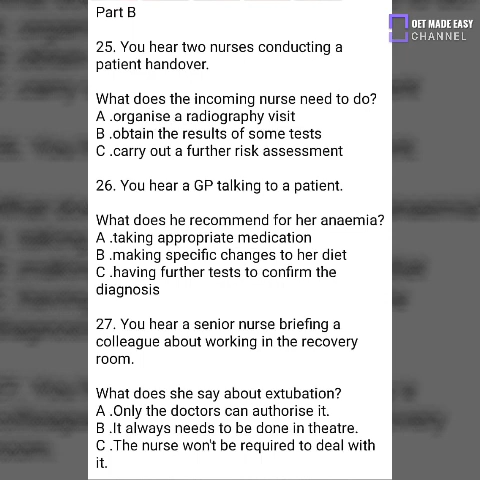 Part B
OET MADE EASY
CHANNEL
25. You hear two nurses conducting a
patient handover.
What does the incoming nurse need to do?
A .organise a radiography visit
B .obtain the results of some tests
C .carry out a further risk assessment
26. You hear a GP talking to a patient.
What does he recommend for her anaemia?
A .taking appropriate medication
B .making specific changes to her diet
C .having further tests to confirm the
diagnosis
27. You hear a senior nurse briefing a
colleague about working in the recovery
room.
What does she say about extubation?
A .Only the doctors can authorise it.
B .It always needs to be done in theatre.
C .The nurse won't be required to deal with
it.